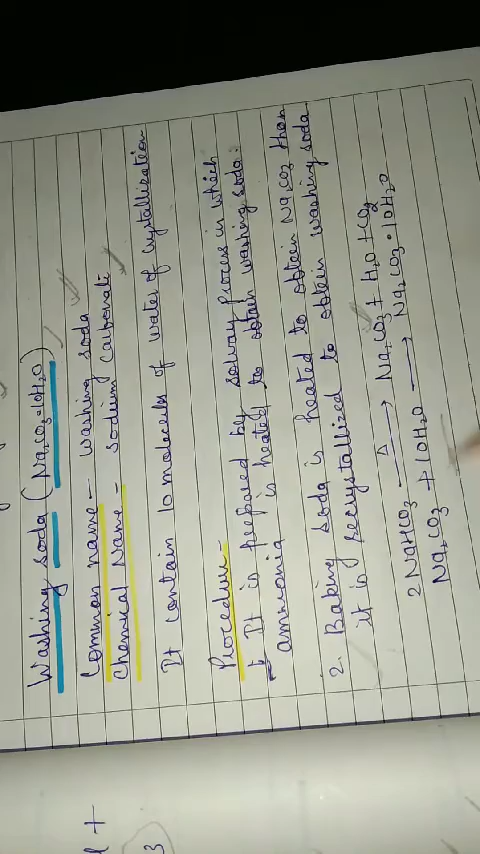 Washing soda (Na2CO3·10H2O)
Common name - washing soda
Chemical Name - sodium carbonate
It contain 10 molecules of water of crystallization
Procedure -
1. It is prepared by solvay process in which
ammonia is heated to obtain washing soda.
2. Baking soda is heated to obtain Na2CO3 then
it is recrystallized to obtain washing soda
2NaHCO3 —Δ→ Na2CO3 + H2O + CO2
Na2CO3 + 10H2O → Na2CO3·10H2O
+
3